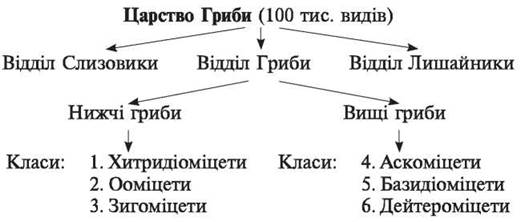 Царство Гриби (100 тис. видів)
Відділ Слизовики Відділ Гриби Відділ Лишайники
Нижчі гриби Вищі гриби
Класи: 1. Хитридіоміцети Класи: 4. Аскоміцети
2. Ооміцети 5. Базидіоміцети
3. Зигоміцети 6. Дейтероміцети